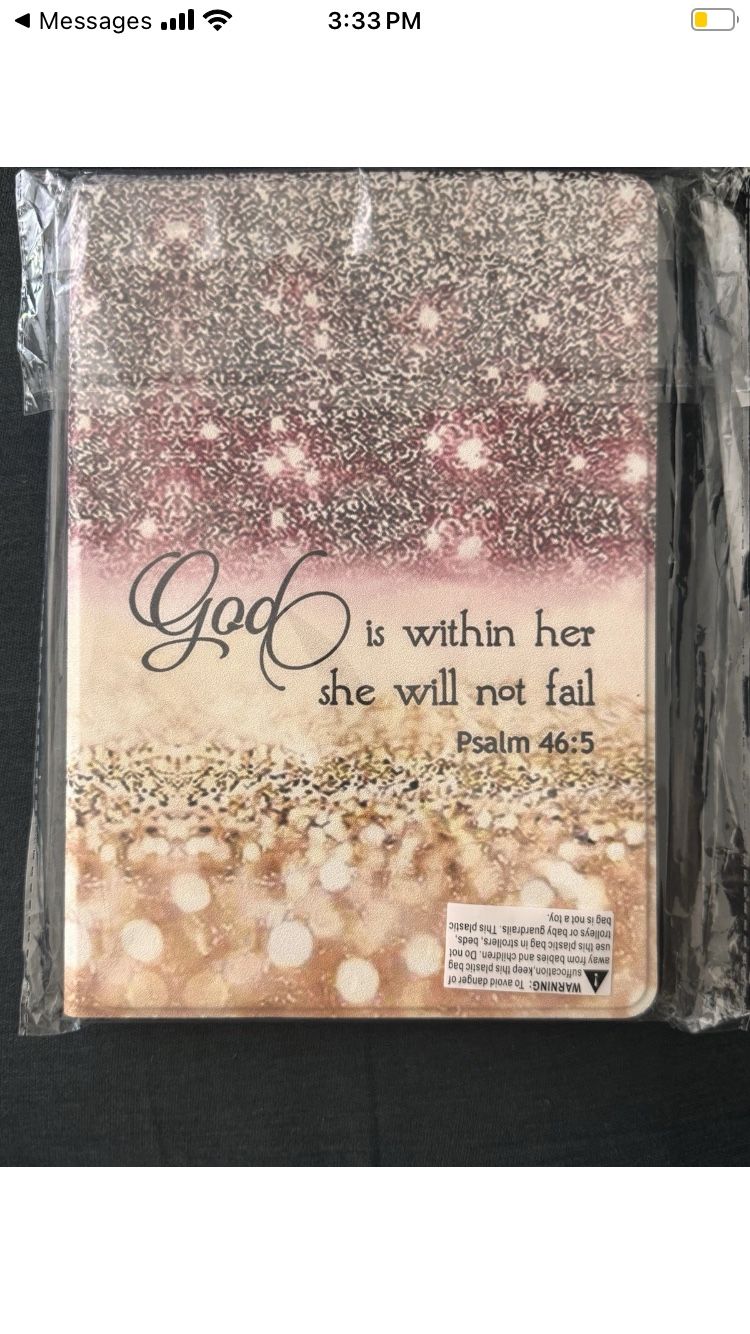 Messages
3:33 PM
God is within her
she will not fail
Psalm 46:5
WARNING: To avoid danger of
suffocation,keep this plastic bag
away from babies and children. Do not
use this plastic bag in strollers, beds,
trolleys or baby guardrails. This plastic
bag is not a toy.